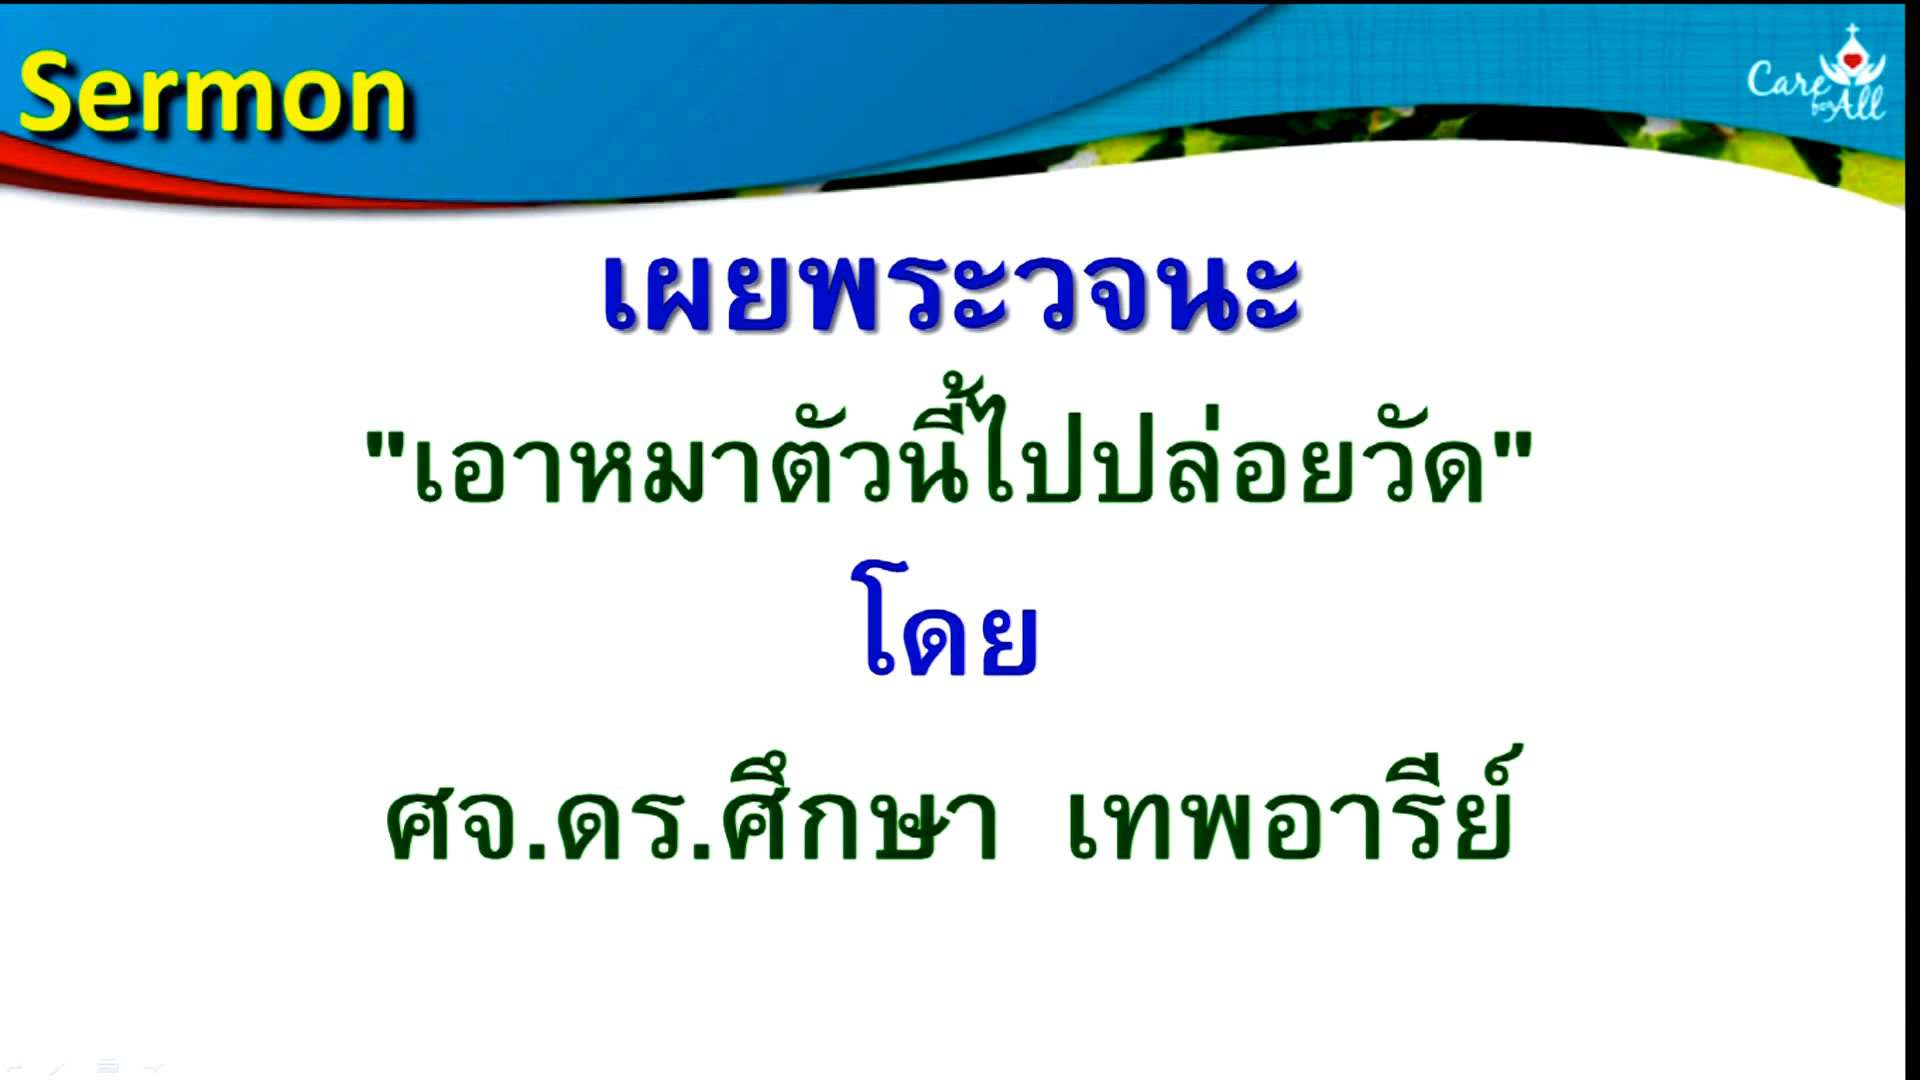 Sermon
Care for All
เผยพระวจนะ
"เอาหมาตัวนี้ไปปล่อยวัด"
โดย
ศจ.ดร.ศึกษา เทพอารีย์